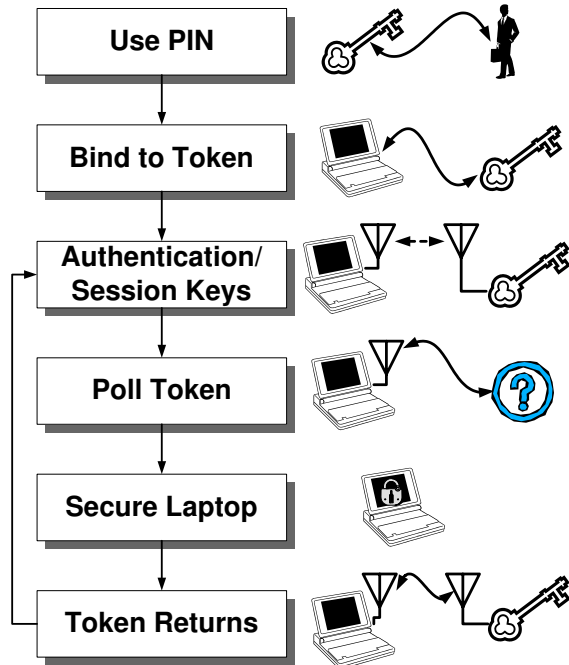 Use PIN
Bind to Token
Authentication/
Session Keys
Poll Token
?
Secure Laptop
Token Returns